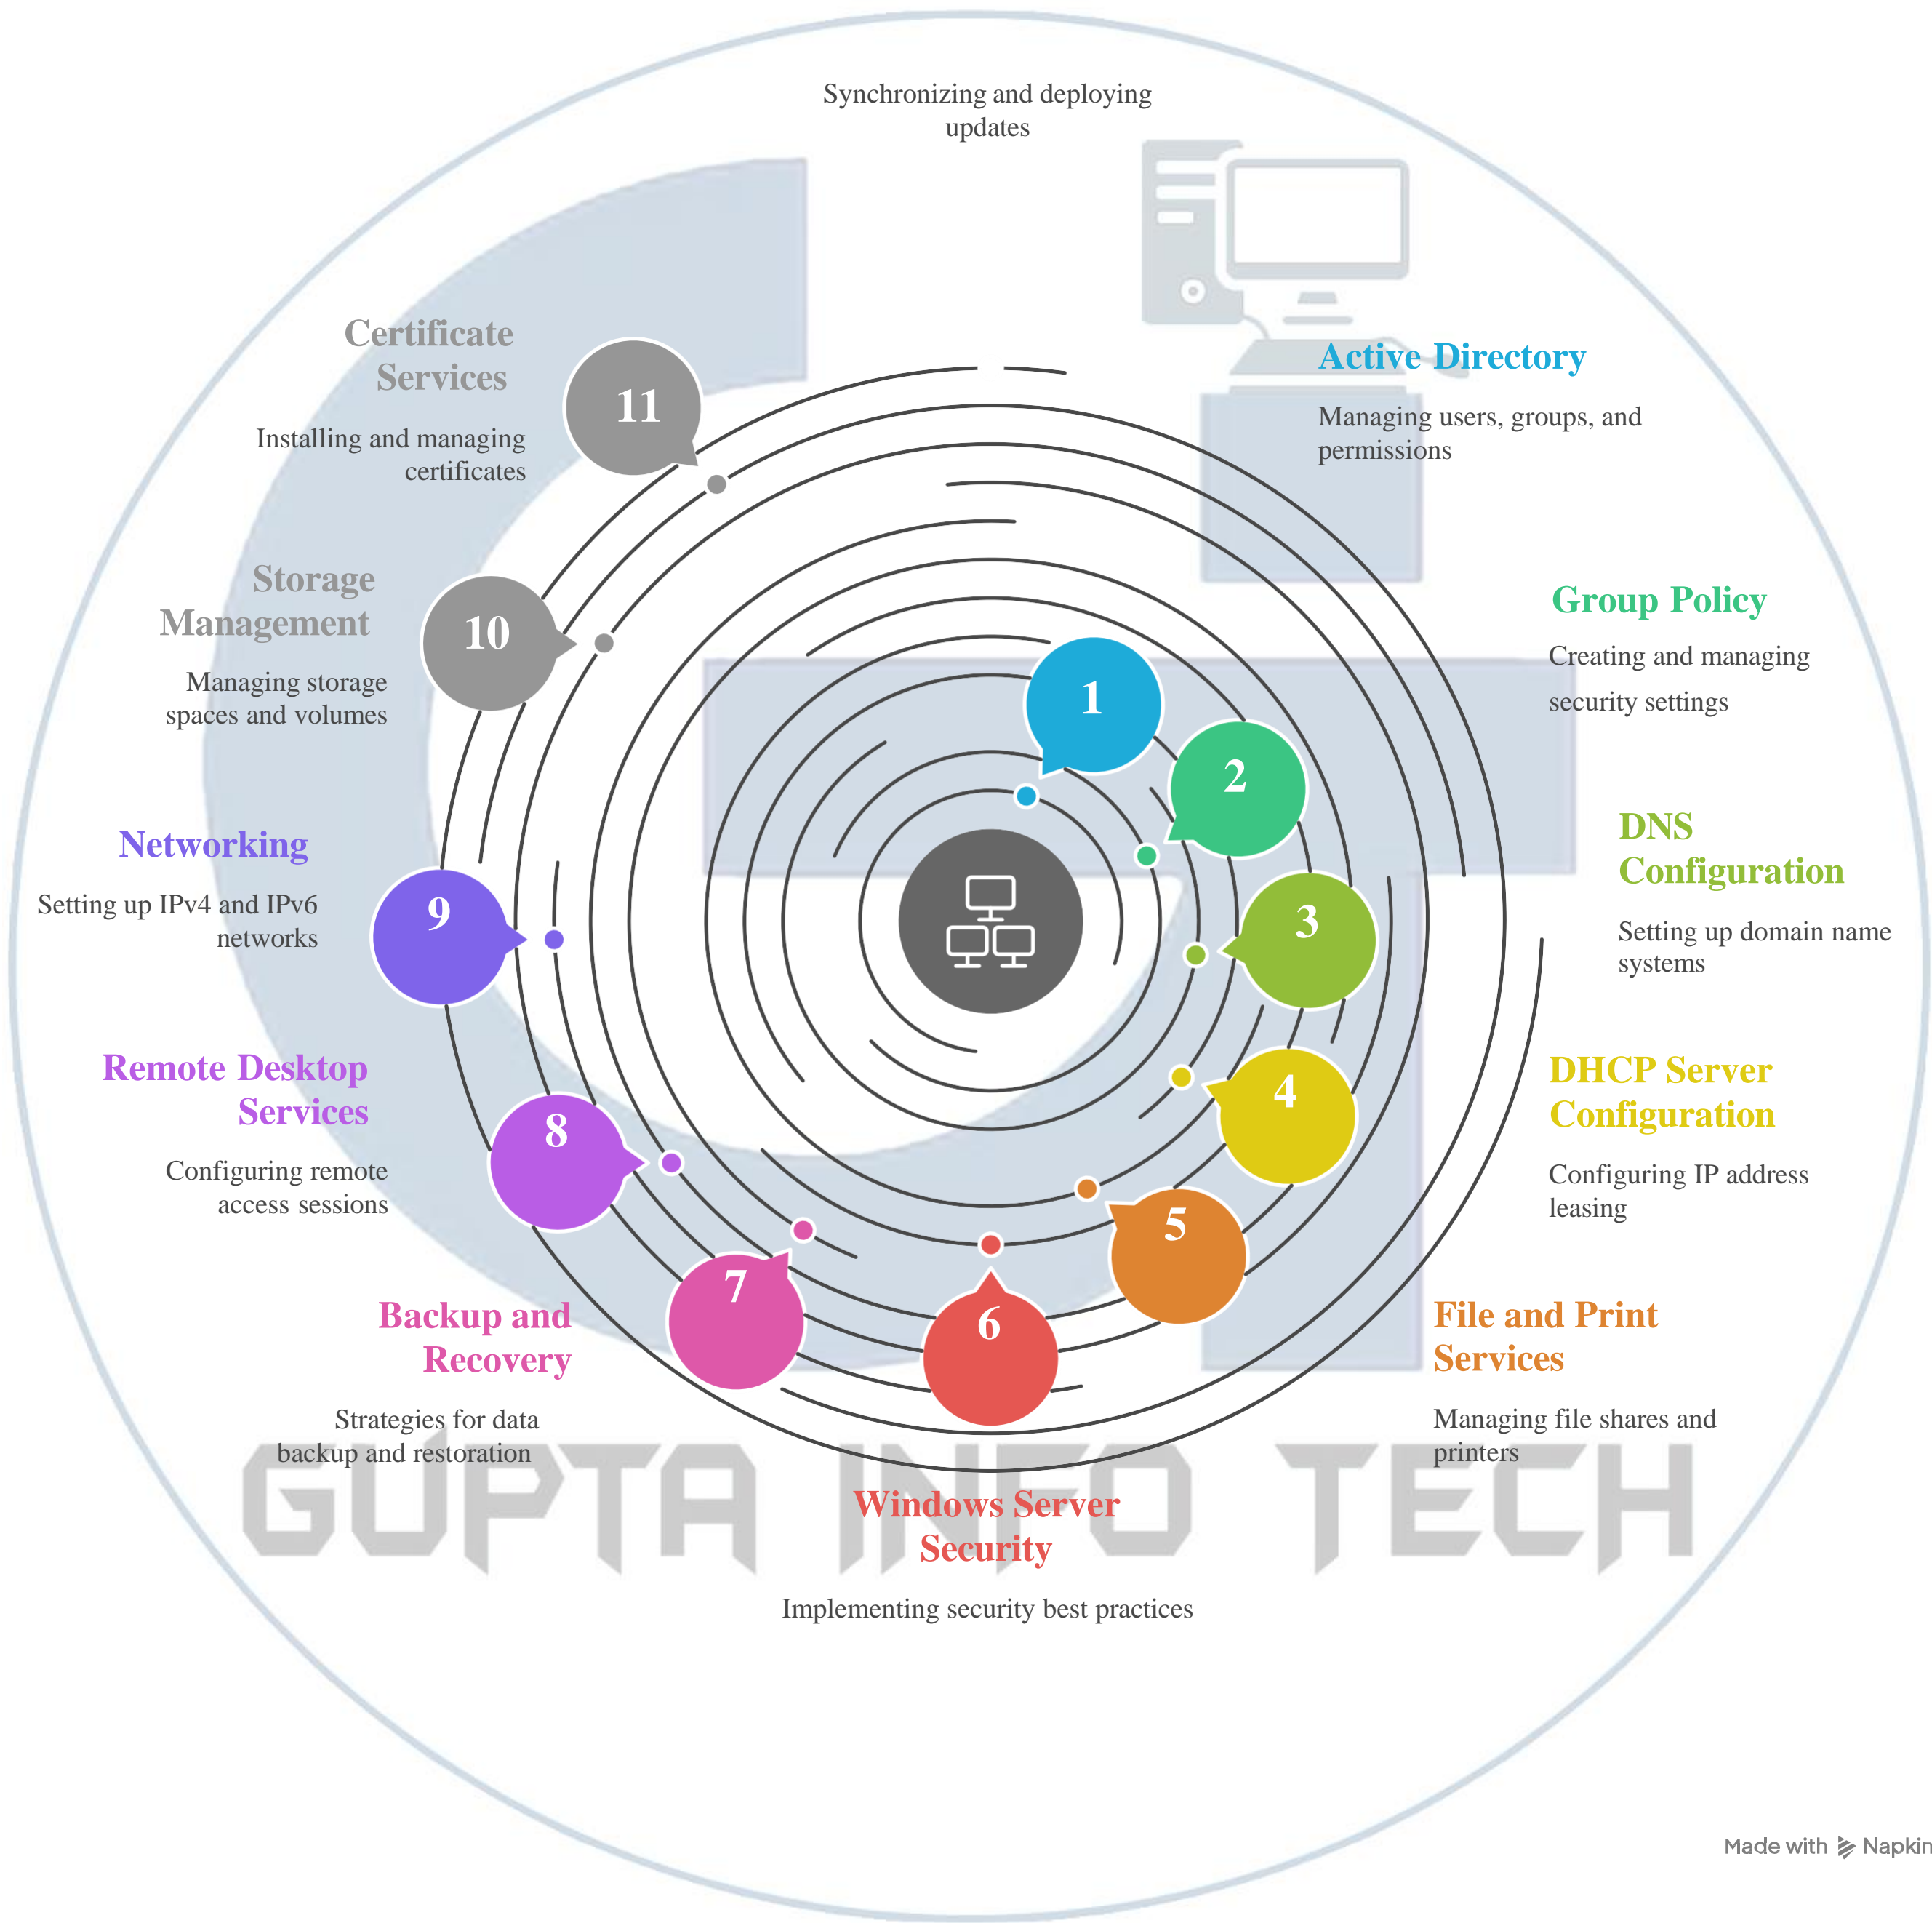 Synchronizing and deploying
updates
Certificate
Services
Installing and managing
certificates
11
Active Directory
Managing users, groups, and
permissions
1
Storage
Management
Managing storage
spaces and volumes
10
Group Policy
Creating and managing
security settings
2
Networking
Setting up IPv4 and IPv6
networks
9
DNS
Configuration
Setting up domain name
systems
3
Remote Desktop
Services
Configuring remote
access sessions
8
DHCP Server
Configuration
Configuring IP address
leasing
4
Backup and
Recovery
Strategies for data
backup and restoration
7
File and Print
Services
Managing file shares and
printers
5
6
Windows Server
Security
Implementing security best practices
GUPTA INFO TECH
Made with Napkin